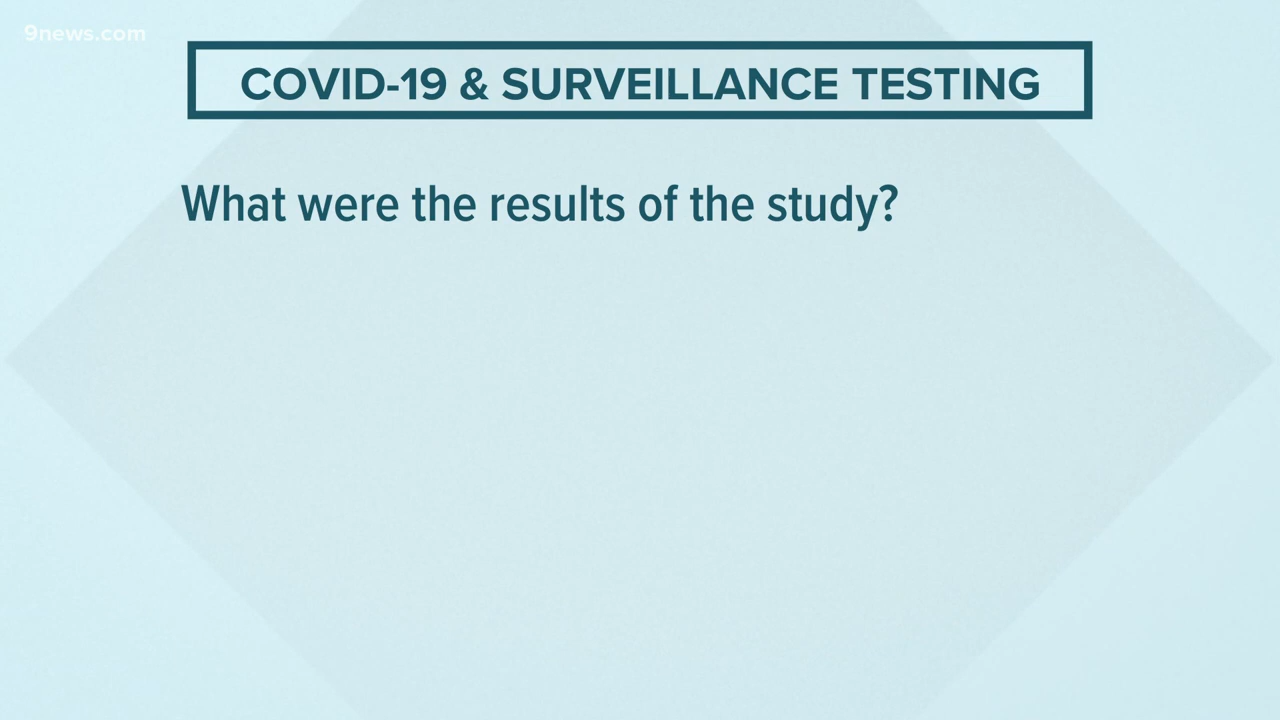 9news.com
COVID-19 & SURVEILLANCE TESTING
What were the results of the study?